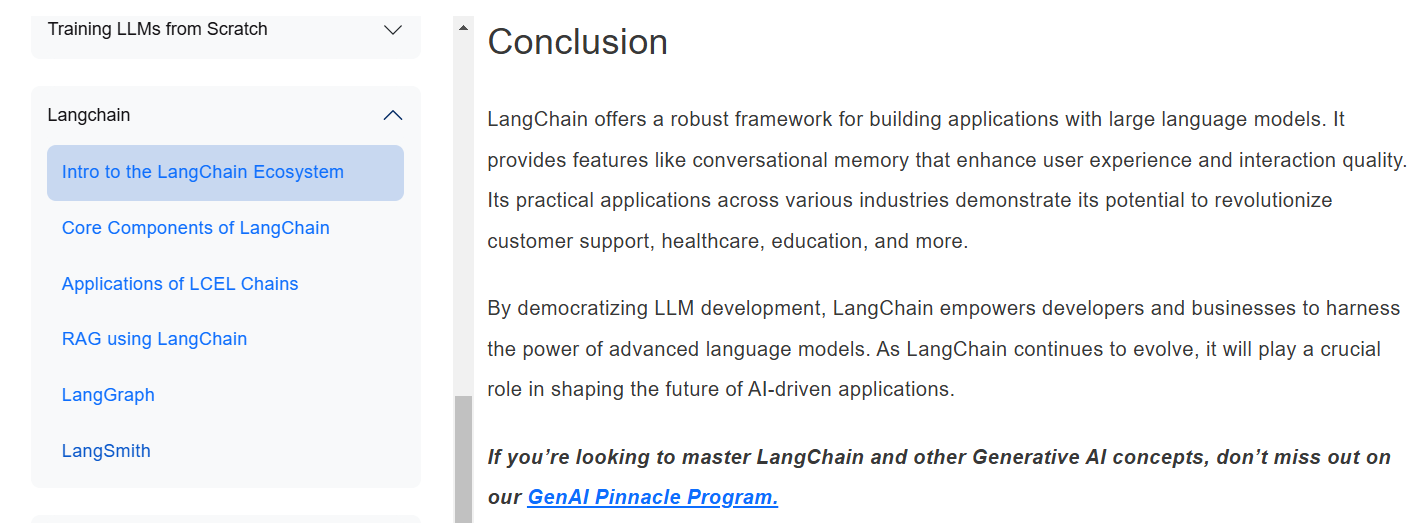 Training LLMs from Scratch
Langchain
Intro to the LangChain Ecosystem
Core Components of LangChain
Applications of LCEL Chains
RAG using LangChain
LangGraph
LangSmith
Conclusion
LangChain offers a robust framework for building applications with large language models. It
provides features like conversational memory that enhance user experience and interaction quality.
Its practical applications across various industries demonstrate its potential to revolutionize
customer support, healthcare, education, and more.
By democratizing LLM development, LangChain empowers developers and businesses to harness
the power of advanced language models. As LangChain continues to evolve, it will play a crucial
role in shaping the future of AI-driven applications.
If you’re looking to master LangChain and other Generative AI concepts, don’t miss out on
our GenAI Pinnacle Program.